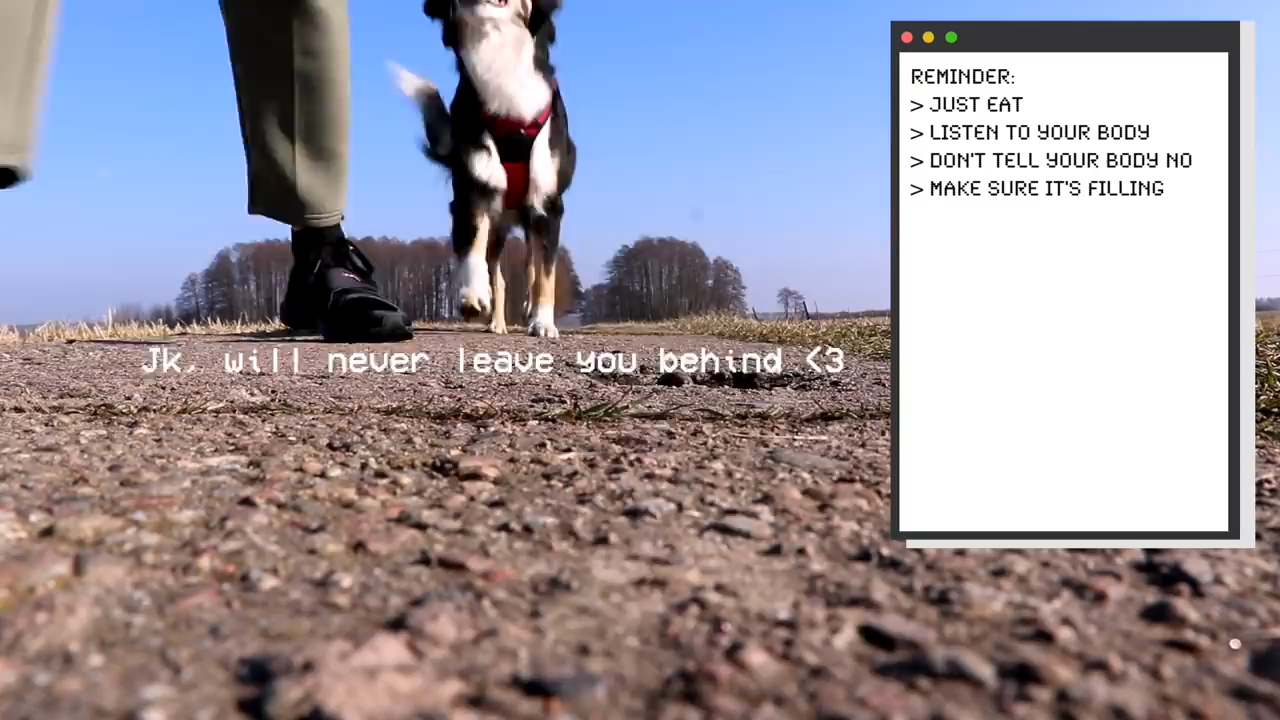 Jk, will never leave you behind <3
REMINDER:
> JUST EAT
> LISTEN TO YOUR BODY
> DON'T TELL YOUR BODY NO
> MAKE SURE IT'S FILLING